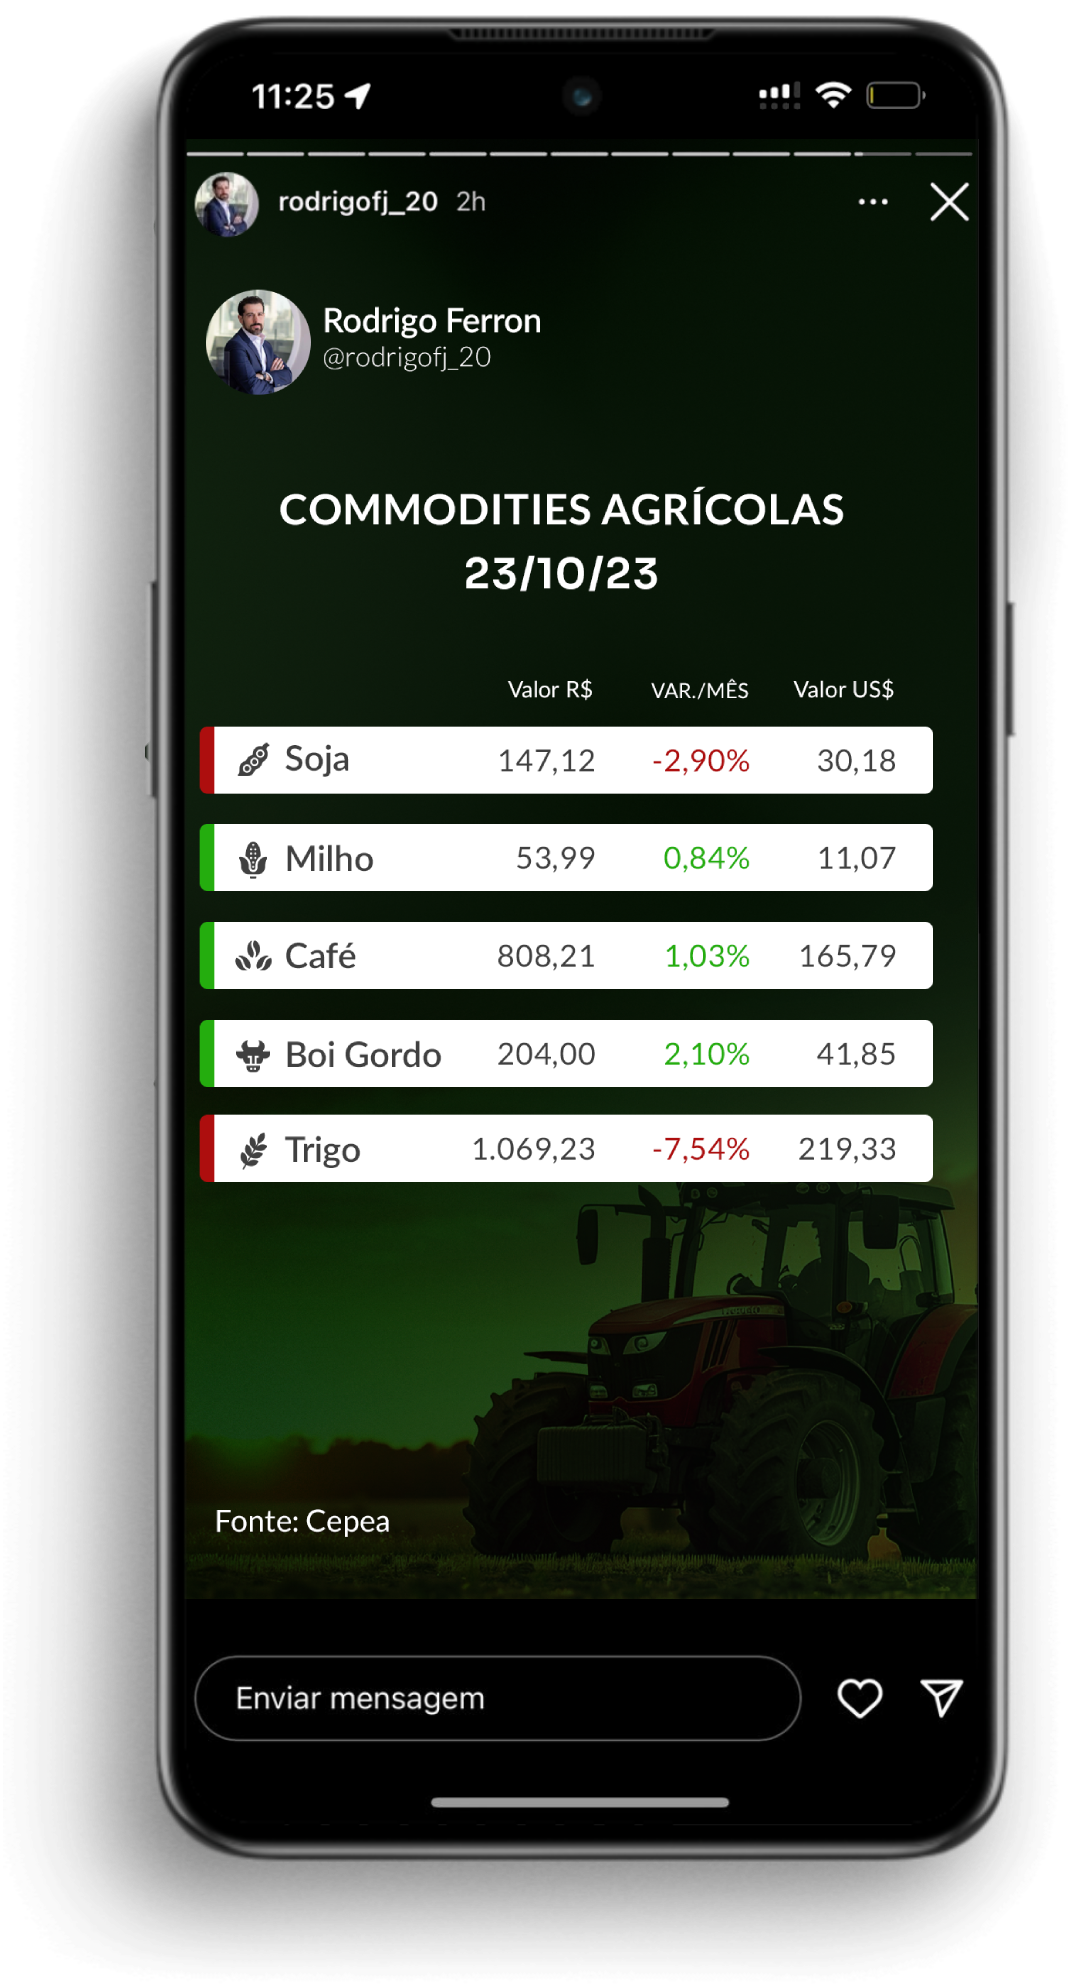 11:25
rodrigofj_20 2h
Rodrigo Ferron
@rodrigofj_20
COMMODITIES AGRÍCOLAS
23/10/23
Valor R$ VAR./MÊS Valor US$
Soja 147,12 -2,90% 30,18
Milho 53,99 0,84% 11,07
Café 808,21 1,03% 165,79
Boi Gordo 204,00 2,10% 41,85
Trigo 1.069,23 -7,54% 219,33
Fonte: Cepea
Enviar mensagem